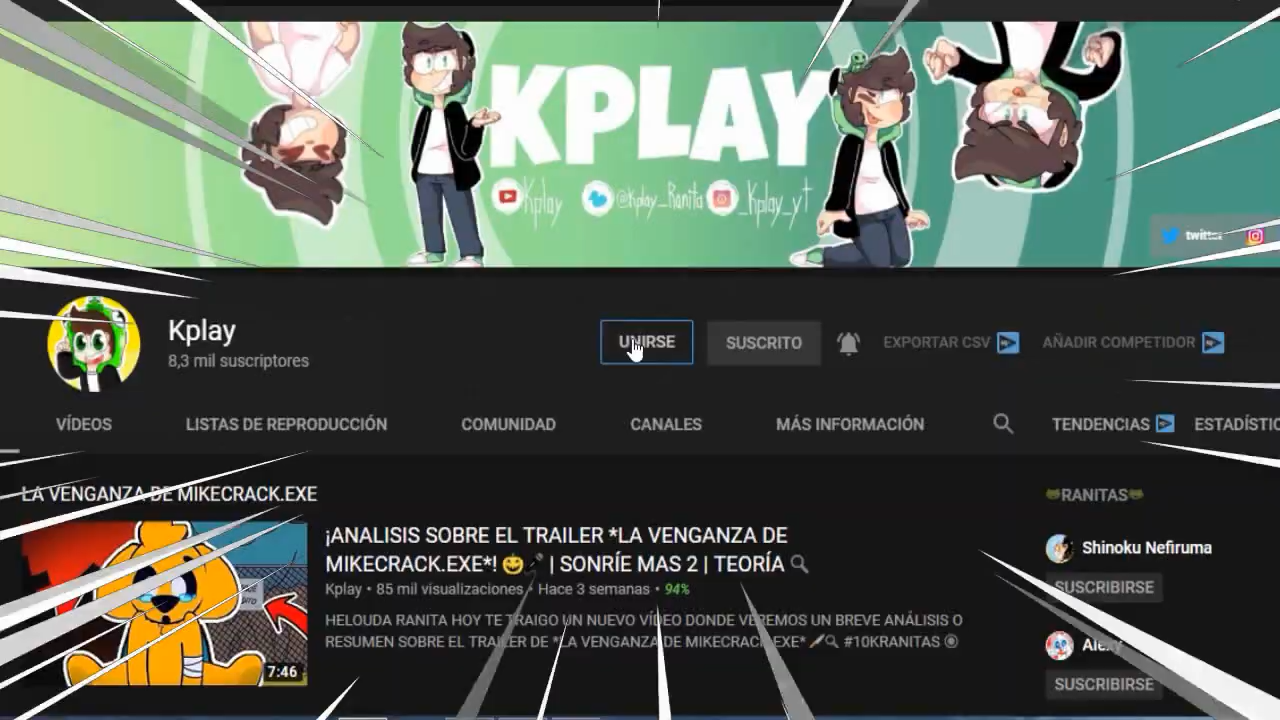 KPLAY
Kplay @Kplay_Ranita _Kplay_yt
twitter
Kplay
8,3 mil suscriptores
UNIRSE
SUSCRITO
EXPORTAR CSV
AÑADIR COMPETIDOR
VÍDEOS
LISTAS DE REPRODUCCIÓN
COMUNIDAD
CANALES
MÁS INFORMACIÓN
TENDENCIAS
ESTADÍSTIC
LA VENGANZA DE MIKECRACK.EXE
¡ANALISIS SOBRE EL TRAILER *LA VENGANZA DE
MIKECRACK.EXE*! 🎃🎤 | SONRÍE MAS 2 | TEORÍA 🔍
Kplay • 85 mil visualizaciones • Hace 3 semanas • 94%
HELOUDA RANITA HOY TE TRAIGO UN NUEVO VÍDEO DONDE VEREMOS UN BREVE ANÁLISIS O
RESUMEN SOBRE EL TRAILER DE *LA VENGANZA DE MIKECRACK.EXE* 🔍 #10KRANITAS
7:46
🐸RANITAS🐸
Shinoku Nefiruma
SUSCRIBIRSE
Alexy
SUSCRIBIRSE